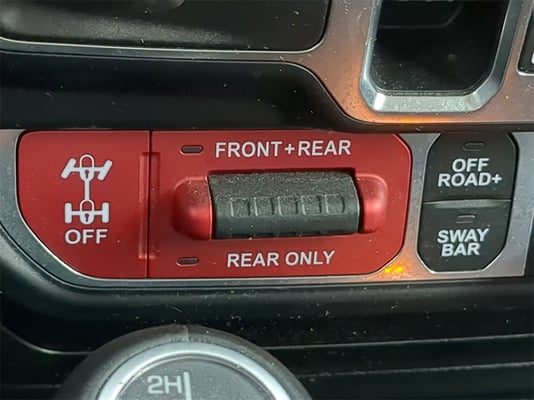 OFF
FRONT+REAR
REAR ONLY
OFF
ROAD+
SWAY
BAR
2H